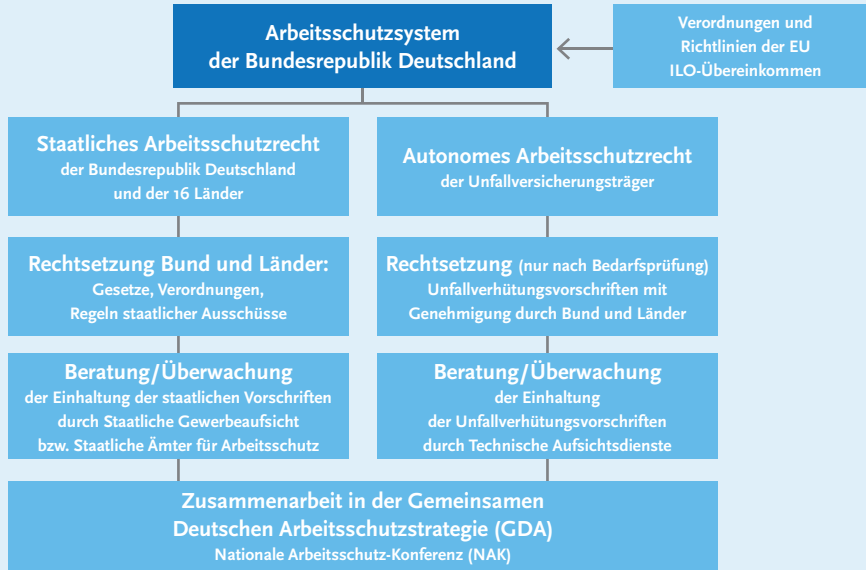 Arbeitsschutzsystem
der Bundesrepublik Deutschland
Verordnungen und
Richtlinien der EU
ILO-Übereinkommen
Staatliches Arbeitsschutzrecht
der Bundesrepublik Deutschland
und der 16 Länder
Autonomes Arbeitsschutzrecht
der Unfallversicherungsträger
Rechtsetzung Bund und Länder:
Gesetze, Verordnungen,
Regeln staatlicher Ausschüsse
Rechtsetzung (nur nach Bedarfsprüfung)
Unfallverhütungsvorschriften mit
Genehmigung durch Bund und Länder
Beratung/Überwachung
der Einhaltung der staatlichen Vorschriften
durch Staatliche Gewerbeaufsicht
bzw. Staatliche Ämter für Arbeitsschutz
Beratung/Überwachung
der Einhaltung
der Unfallverhütungsvorschriften
durch Technische Aufsichtsdienste
Zusammenarbeit in der Gemeinsamen
Deutschen Arbeitsschutzstrategie (GDA)
Nationale Arbeitsschutz-Konferenz (NAK)